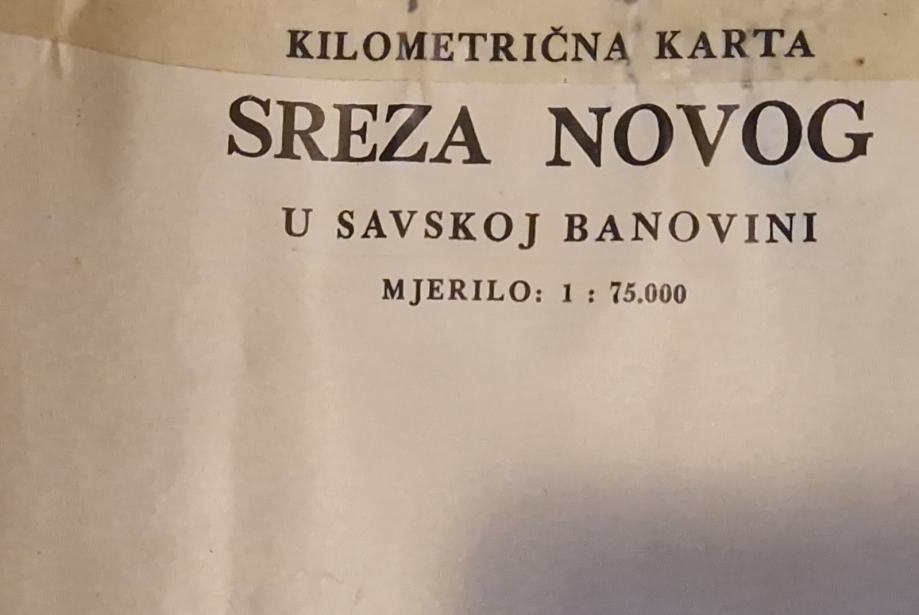 KILOMETRIČNA KARTA
SREZA NOVOG
U SAVSKOJ BANOVINI
MJERILO: 1 : 75.000